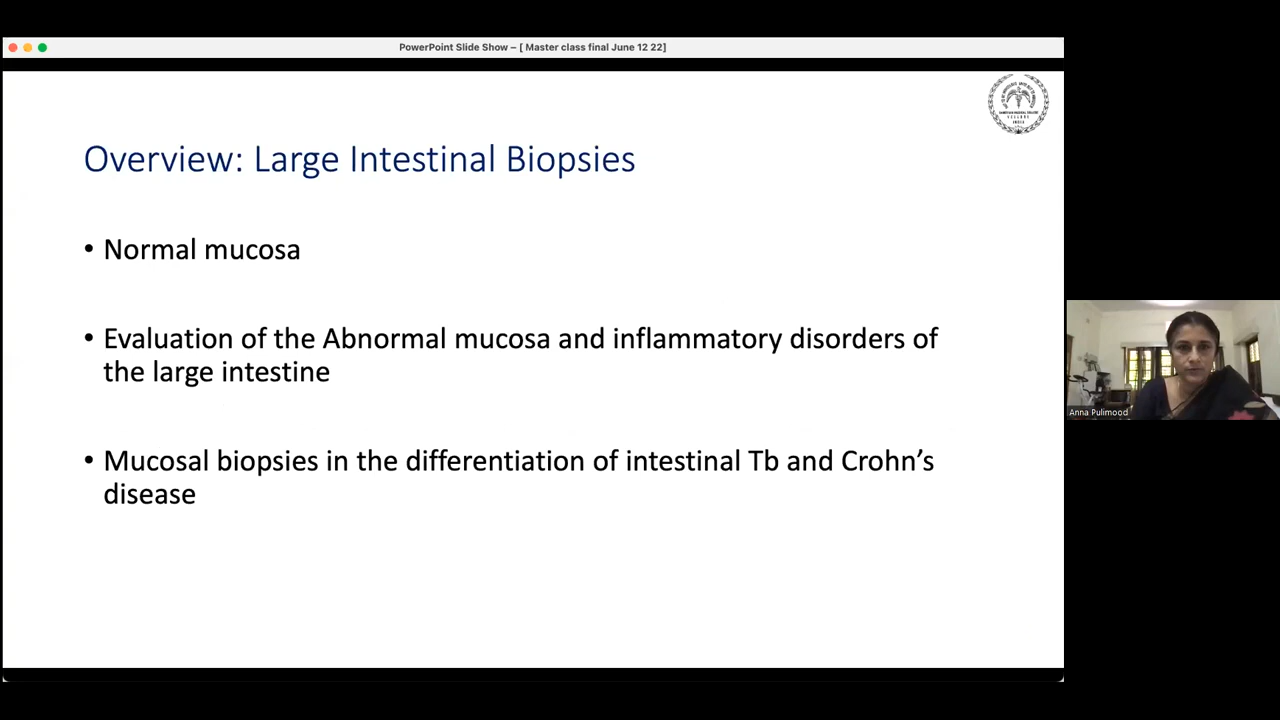 PowerPoint Slide Show – [ Master class final June 12 22]
Overview: Large Intestinal Biopsies
• Normal mucosa
• Evaluation of the Abnormal mucosa and inflammatory disorders of
the large intestine
• Mucosal biopsies in the differentiation of intestinal Tb and Crohn’s
disease
Anna Pulimood